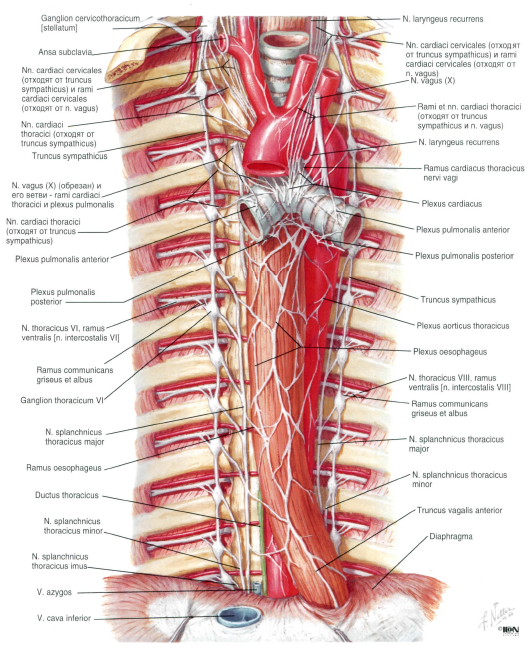 Ganglion cervicothoracicum
[stellatum]
Ansa subclavia
Nn. cardiaci cervicales
(отходят от truncus
sympathicus) и rami
cardiaci cervicales
(отходят от n. vagus)
Nn. cardiaci
thoracici (отходят от
truncus sympathicus)
Truncus sympathicus
N. vagus (X) (обрезан) и
его ветви - rami cardiaci
thoracici и plexus pulmonalis
Nn. cardiaci thoracici
(отходят от truncus
sympathicus)
Plexus pulmonalis anterior
Plexus pulmonalis
posterior
N. thoracicus VI, ramus
ventralis [n. intercostalis VI]
Ramus communicans
griseus et albus
Ganglion thoracicum VI
N. splanchnicus
thoracicus major
Ramus oesophageus
Ductus thoracicus
N. splanchnicus
thoracicus minor
N. splanchnicus
thoracicus imus
V. azygos
V. cava inferior
N. laryngeus recurrens
Nn. cardiaci cervicales (отходят
от truncus sympathicus) и rami
cardiaci cervicales (отходят от
n. vagus)
N. vagus (X)
Rami et nn. cardiaci thoracici
(отходят от truncus
sympathicus и n. vagus)
N. laryngeus recurrens
Ramus cardiacus thoracicus
nervi vagi
Plexus cardiacus
Plexus pulmonalis anterior
Plexus pulmonalis posterior
Truncus sympathicus
Plexus aorticus thoracicus
Plexus oesophageus
N. thoracicus VIII, ramus
ventralis [n. intercostalis VIII]
Ramus communicans
griseus et albus
N. splanchnicus thoracicus
major
N. splanchnicus thoracicus
minor
Truncus vagalis anterior
Diaphragma